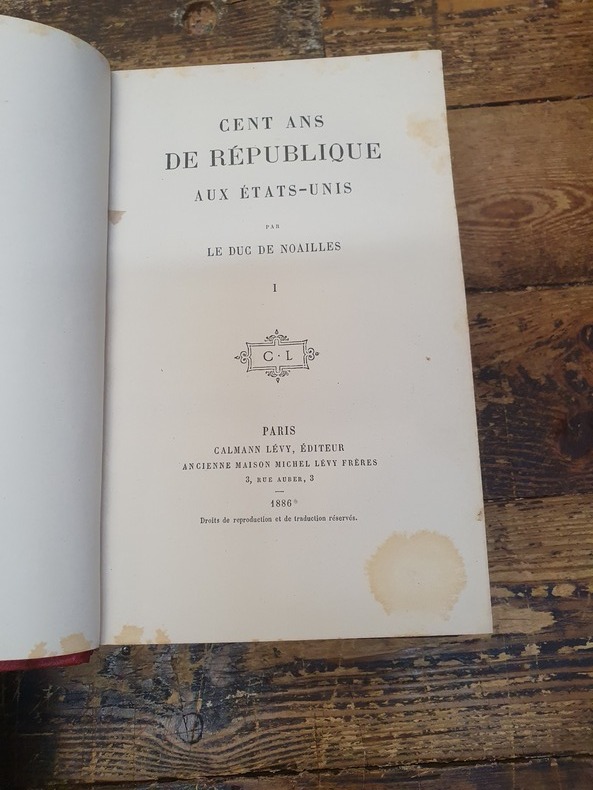 CENT ANS
DE RÉPUBLIQUE
AUX ÉTATS-UNIS
PAR
LE DUC DE NOAILLES
I
C·L
PARIS
CALMANN LÉVY, ÉDITEUR
ANCIENNE MAISON MICHEL LÉVY FRÈRES
3, RUE AUBER, 3
1886
Droits de reproduction et de traduction réservés.